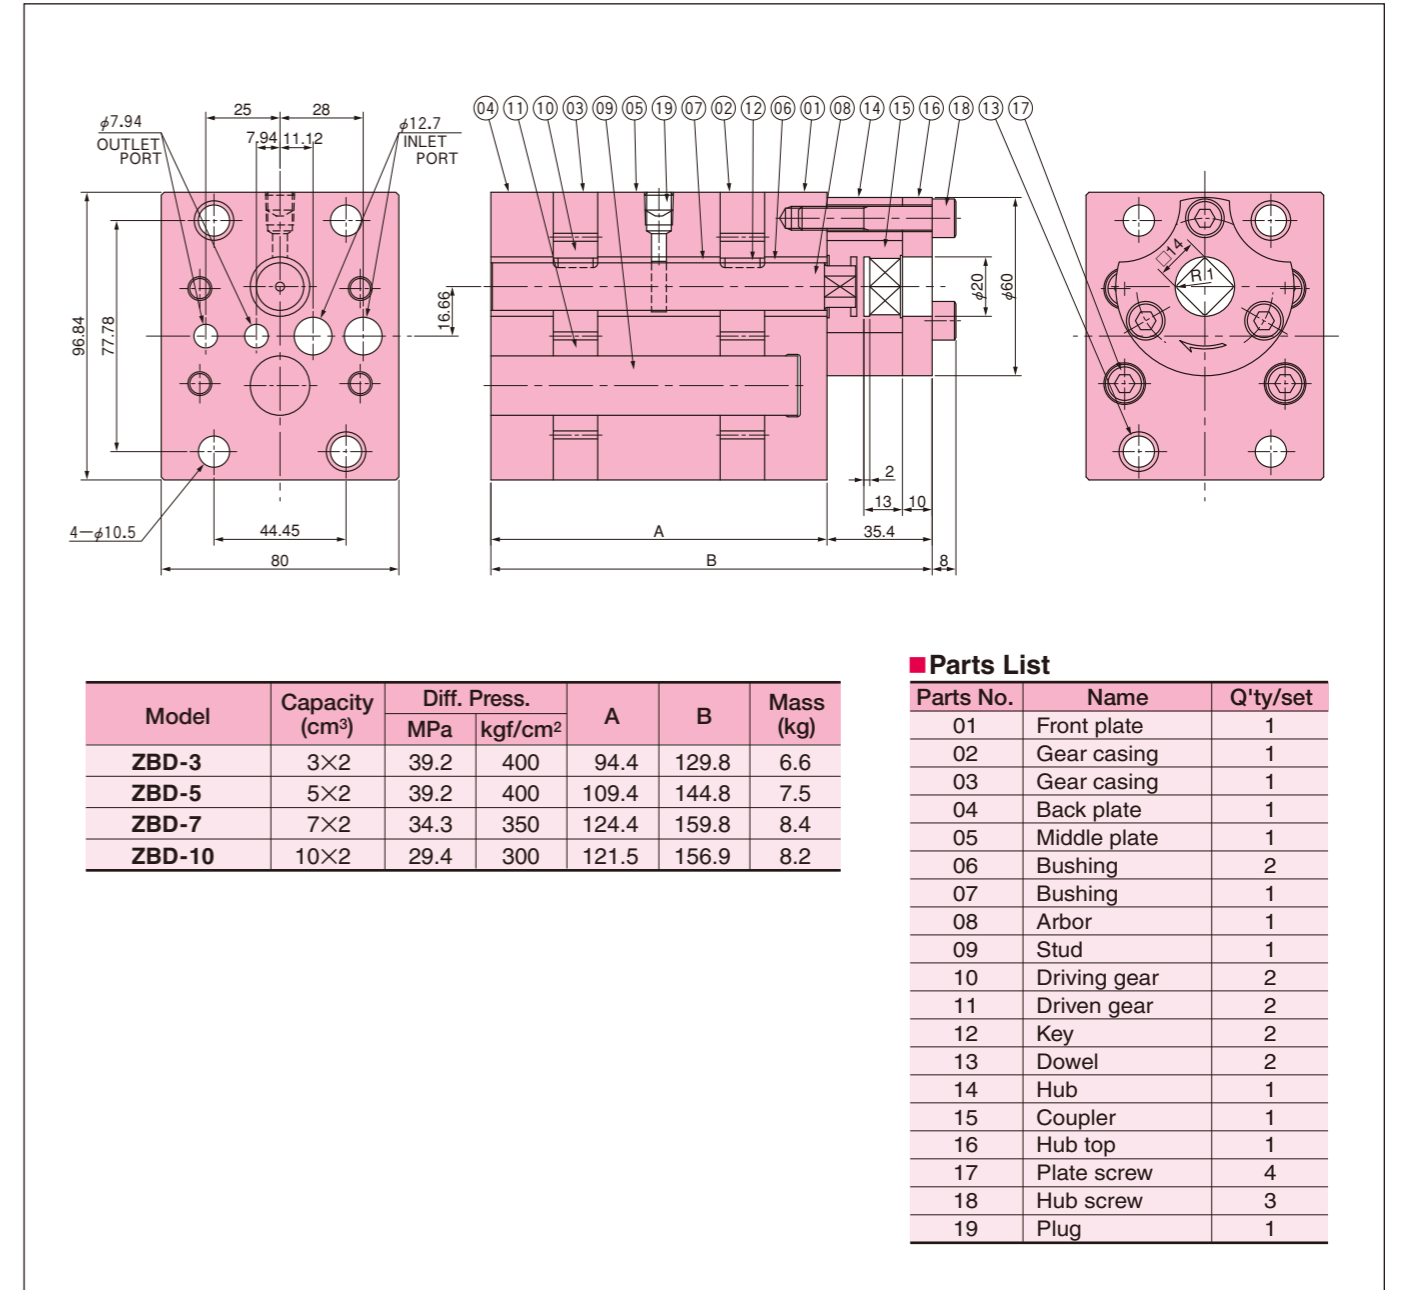 04 11 10 03 09 05 19 07 02 12 06 01 08 14 15 16 18 13 17
25 28
φ7.94 φ12.7
7.94 11.12
OUTLET INLET
PORT PORT
96.84
77.78
16.66
φ20
φ60
□14
R 1
2
13 10
4－φ10.5
44.45
A 35.4
80
B 8
Model Capacity (cm³) Diff. Press. A B Mass (kg)
MPa kgf/cm²
ZBD-3 3×2 39.2 400 94.4 129.8 6.6
ZBD-5 5×2 39.2 400 109.4 144.8 7.5
ZBD-7 7×2 34.3 350 124.4 159.8 8.4
ZBD-10 10×2 29.4 300 121.5 156.9 8.2
■Parts List
Parts No. Name Q'ty/set
01 Front plate 1
02 Gear casing 1
03 Gear casing 1
04 Back plate 1
05 Middle plate 1
06 Bushing 2
07 Bushing 1
08 Arbor 1
09 Stud 1
10 Driving gear 2
11 Driven gear 2
12 Key 2
13 Dowel 2
14 Hub 1
15 Coupler 1
16 Hub top 1
17 Plate screw 4
18 Hub screw 3
19 Plug 1